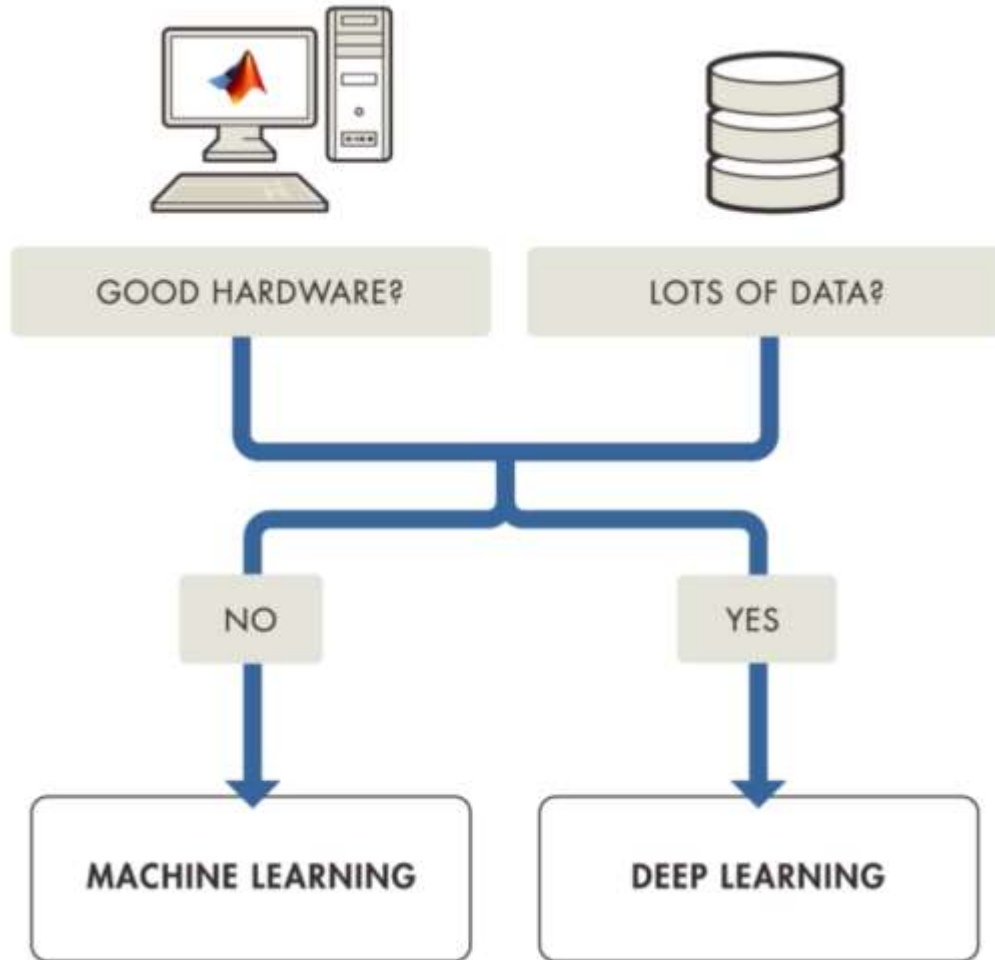 GOOD HARDWARE?
LOTS OF DATA?
NO
YES
MACHINE LEARNING
DEEP LEARNING